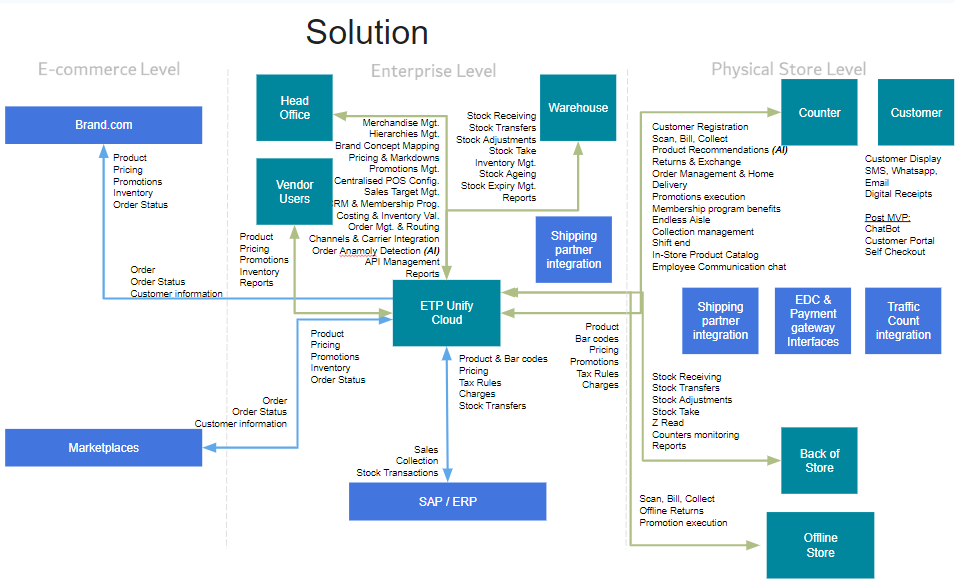 Solution
E-commerce Level
Enterprise Level
Physical Store Level
Brand.com
Product
Pricing
Promotions
Inventory
Order Status
Order
Order Status
Customer information
Marketplaces
Order
Order Status
Customer information
Product
Pricing
Promotions
Inventory
Order Status
Head
Office
Vendor
Users
Product
Pricing
Promotions
Inventory
Reports
Merchandise Mgt.
Hierarchies Mgt.
Brand Concept Mapping
Pricing & Markdowns
Promotions Mgt.
Centralised POS Config.
Sales Target Mgt.
CRM & Membership Prog.
Costing & Inventory Val.
Order Mgt. & Routing
Channels & Carrier Integration
Order Anamoly Detection (AI)
API Management
Reports
Warehouse
Stock Receiving
Stock Transfers
Stock Adjustments
Stock Take
Inventory Mgt.
Stock Ageing
Stock Expiry Mgt.
Reports
Shipping
partner
integration
ETP Unify
Cloud
Product & Bar codes
Pricing
Tax Rules
Charges
Stock Transfers
Sales
Collection
Stock Transactions
SAP / ERP
Product
Bar codes
Pricing
Promotions
Tax Rules
Charges
Counter
Customer
Customer Registration
Scan, Bill, Collect
Product Recommendations (AI)
Returns & Exchange
Order Management & Home
Delivery
Promotions execution
Membership program benefits
Endless Aisle
Collection management
Shift end
In-Store Product Catalog
Employee Communication chat
Customer Display
SMS, Whatsapp,
Email
Digital Receipts
Post MVP:
ChatBot
Customer Portal
Self Checkout
Shipping
partner
integration
EDC &
Payment
gateway
Interfaces
Traffic
Count
integration
Stock Receiving
Stock Transfers
Stock Adjustments
Stock Take
Z Read
Counters monitoring
Reports
Back of
Store
Scan, Bill, Collect
Offline Returns
Promotion execution
Offline
Store